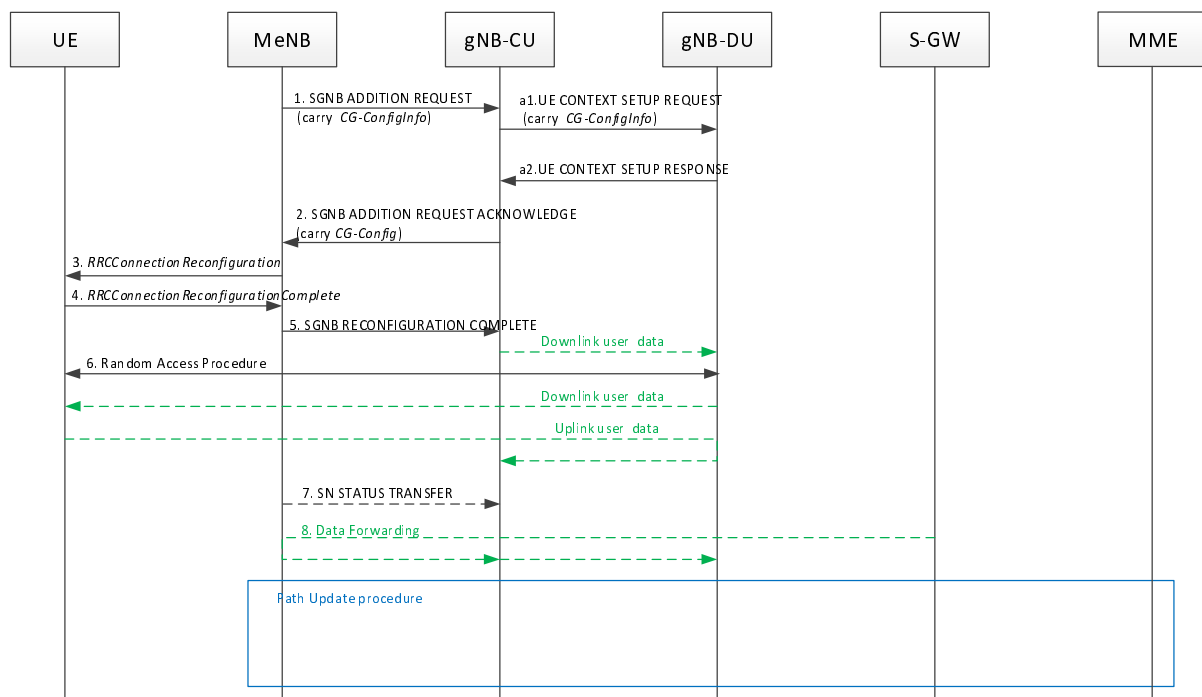 UE
MeNB
gNB-CU
gNB-DU
S-GW
MME
1. SGNB ADDITION REQUEST
(carry CG-ConfigInfo)
a1.UE CONTEXT SETUP REQUEST
(carry CG-ConfigInfo)
a2.UE CONTEXT SETUP RESPONSE
2. SGNB ADDITION REQUEST ACKNOWLEDGE
(carry CG-Config)
3. RRCConnectionReconfiguration
4. RRCConnectionReconfigurationComplete
5. SGNB RECONFIGURATION COMPLETE
Downlink user data
6. Random Access Procedure
Downlink user data
Uplink user data
7. SN STATUS TRANSFER
8. Data Forwarding
Path Update procedure